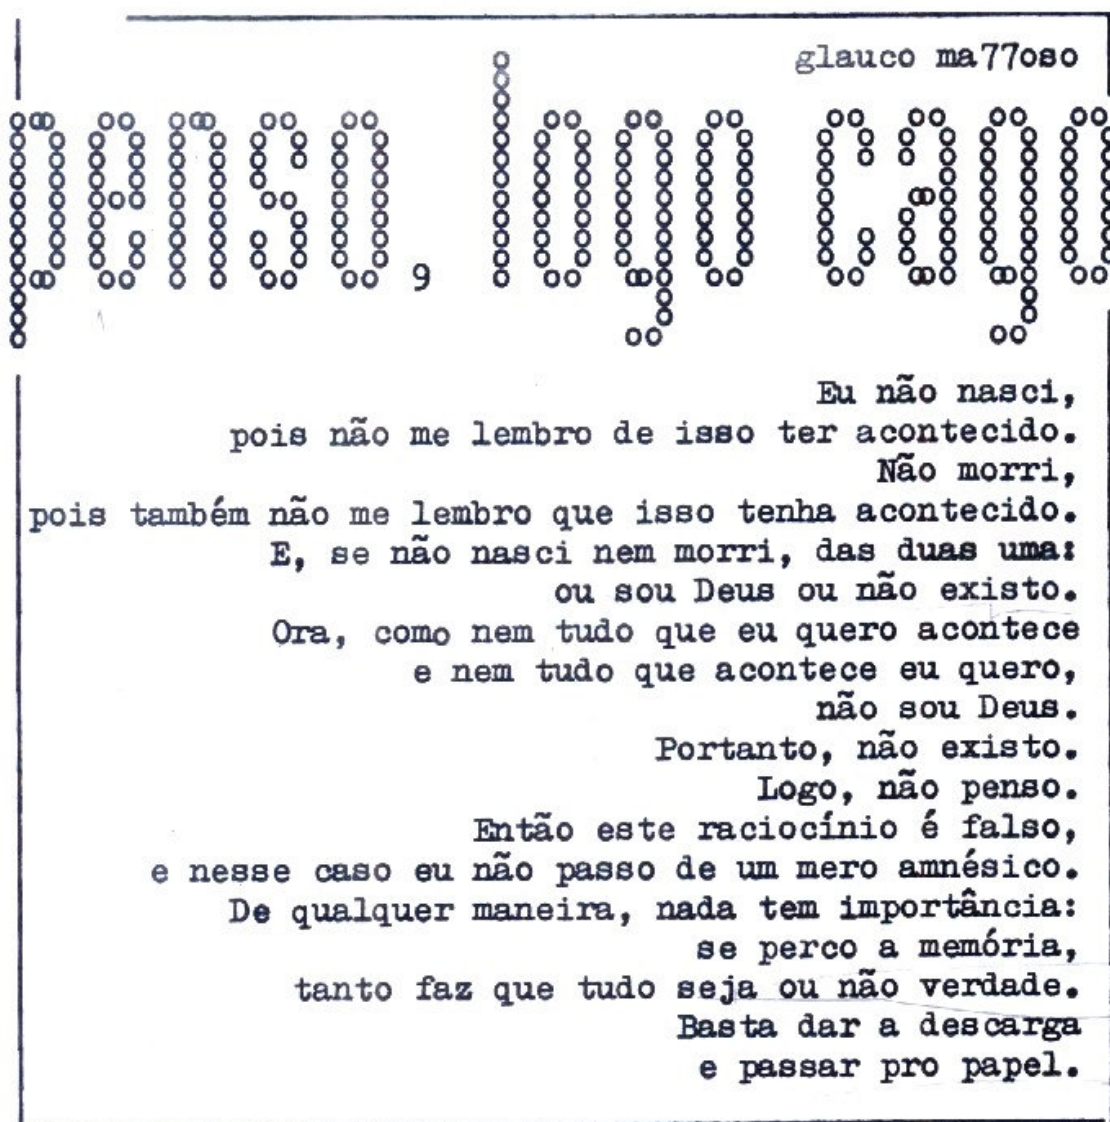 glauco ma77oso
penso, logo cago
Eu não nasci,
pois não me lembro de isso ter acontecido.
Não morri,
pois também não me lembro que isso tenha acontecido.
E, se não nasci nem morri, das duas uma:
ou sou Deus ou não existo.
Ora, como nem tudo que eu quero acontece
e nem tudo que acontece eu quero,
não sou Deus.
Portanto, não existo.
Logo, não penso.
Então este raciocínio é falso,
e nesse caso eu não passo de um mero amnésico.
De qualquer maneira, nada tem importância:
se perco a memória,
tanto faz que tudo seja ou não verdade.
Basta dar a descarga
e passar pro papel.